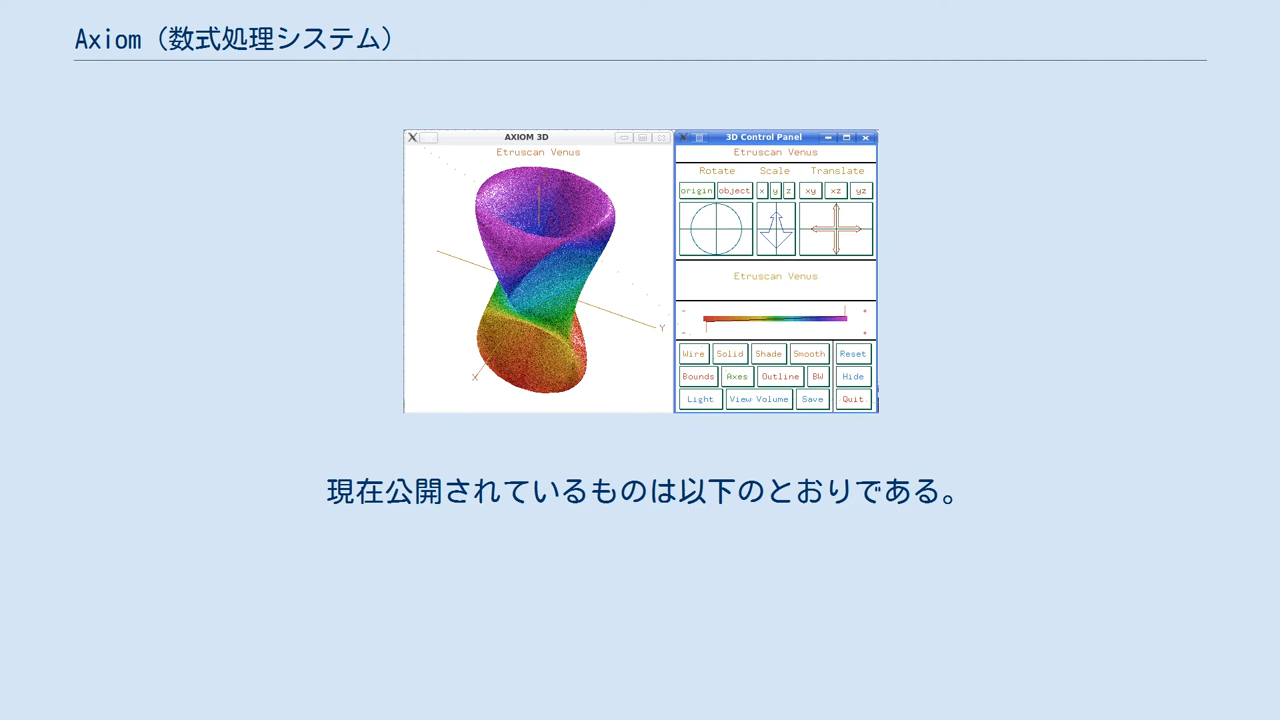 Axiom（数式処理システム）
AXIOM 3D
Etruscan Venus
Y
X
3D Control Panel
Etruscan Venus
Rotate Scale Translate
origin object x y z xy xz yz
Etruscan Venus
- +
- +
Wire Solid Shade Smooth Reset
Bounds Axes Outline BW Hide
Light View Volume Save Quit
現在公開されているものは以下のとおりである。